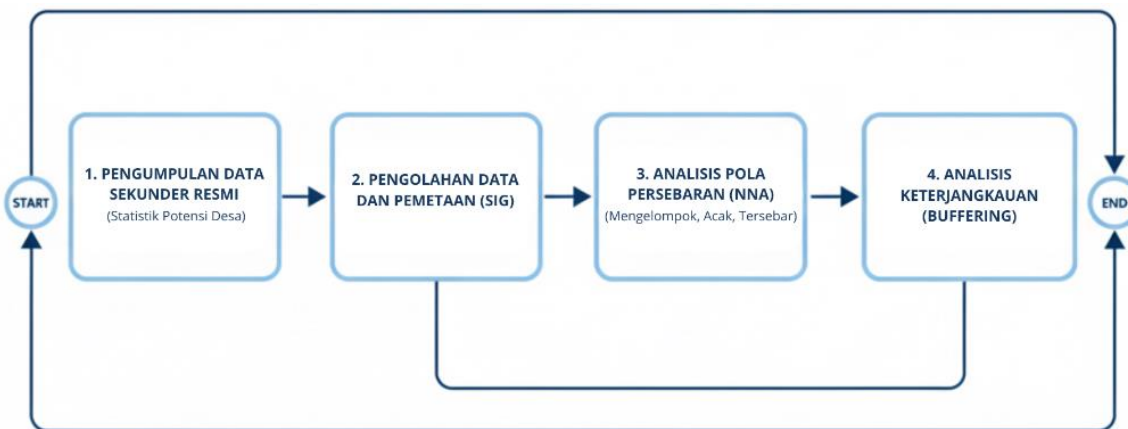 START
1. PENGUMPULAN DATA
SEKUNDER RESMI
(Statistik Potensi Desa)
2. PENGOLAHAN DATA
DAN PEMETAAN (SIG)
3. ANALISIS POLA
PERSEBARAN (NNA)
(Mengelompok, Acak, Tersebar)
4. ANALISIS
KETERJANGKAUAN
(BUFFERING)
END